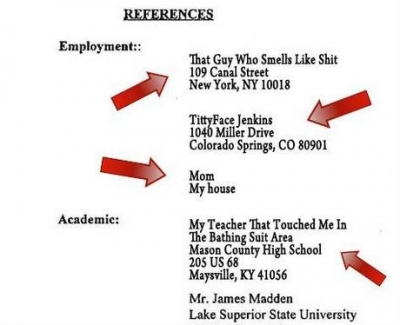 REFERENCES
Employment::
That Guy Who Smells Like Shit
109 Canal Street
New York, NY 10018
TittyFace Jenkins
1040 Miller Drive
Colorado Springs, CO 80901
Mom
My house
Academic:
My Teacher That Touched Me In
The Bathing Suit Area
Mason County High School
205 US 68
Maysville, KY 41056
Mr. James Madden
Lake Superior State University